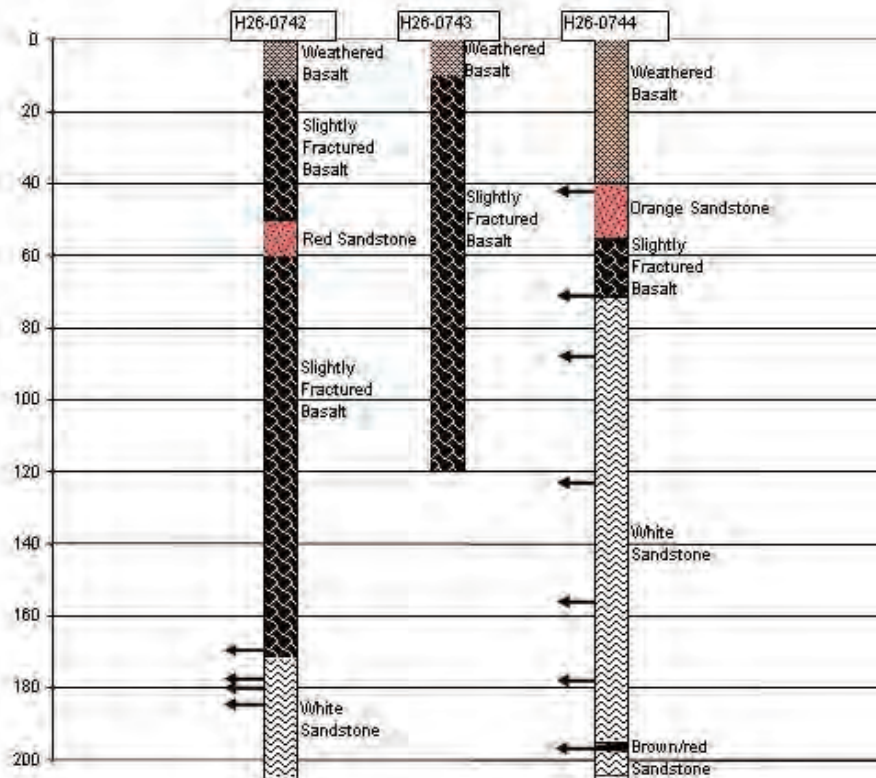 H26-0742
H26-0743
H26-0744
0
20
40
60
80
100
120
140
160
180
200
Weathered
Basalt
Slightly
Fractured
Basalt
Red Sandstone
Slightly
Fractured
Basalt
White
Sandstone
Weathered
Basalt
Slightly
Fractured
Basalt
Weathered
Basalt
Orange Sandstone
Slightly
Fractured
Basalt
White
Sandstone
Brown/red
Sandstone